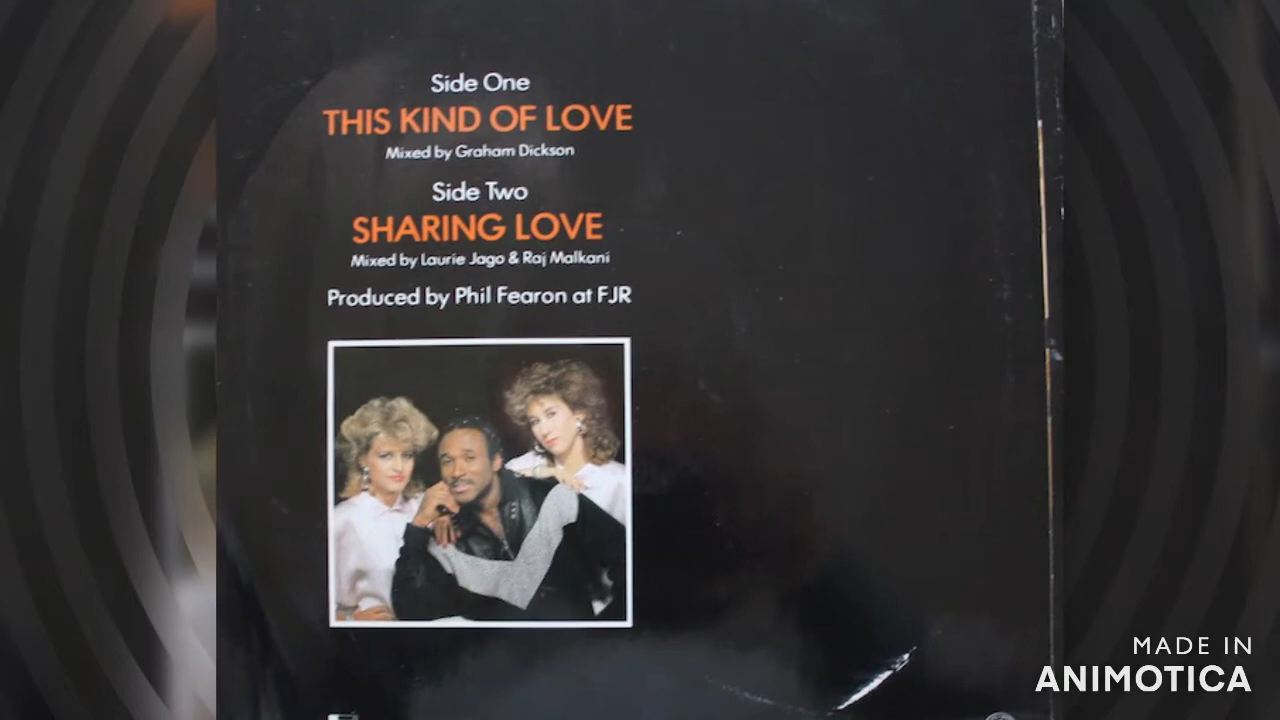 Side One
THIS KIND OF LOVE
Mixed by Graham Dickson
Side Two
SHARING LOVE
Mixed by Laurie Jago & Raj Malkani
Produced by Phil Fearon at FJR
MADE IN
ANIMOTICA